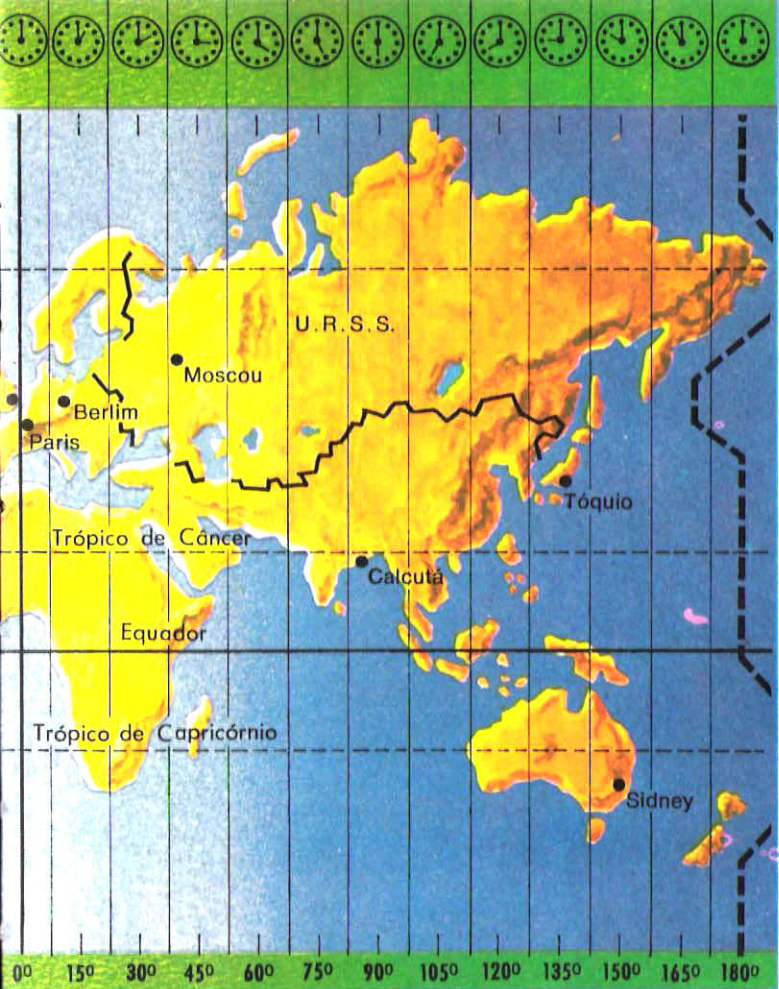 U.R.S.S.
Moscou
Berlim
Paris
Tóquio
Trópico de Câncer
Calcutá
Equador
Trópico de Capricórnio
Sidney
0º 15º 30º 45º 60º 75º 90º 105º 120º 135º 150º 165º 180º